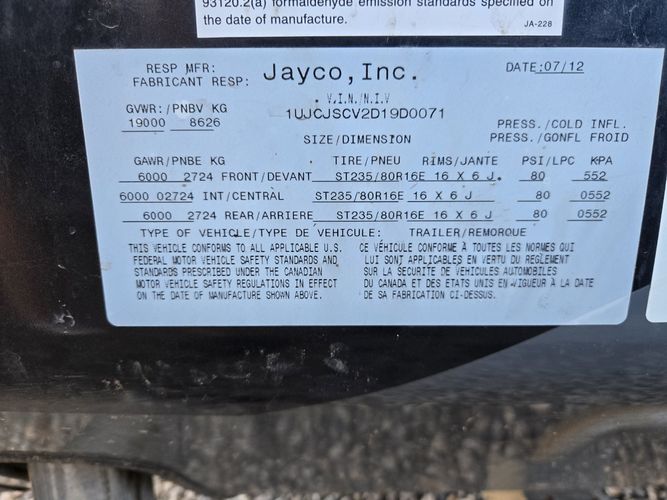 93120.2(a) formaldehyde emission standards specified on
the date of manufacture.
JA-228
RESP MFR: Jayco, Inc. DATE:07/12
FABRICANT RESP:
V.I.N./N.I.V
GVWR:/PNBV KG 1UJCJSCV2D19D0071
19000 8626 PRESS./COLD INFL.
SIZE/DIMENSION PRESS./GONFL FROID
GAWR/PNBE KG TIRE/PNEU RIMS/JANTE PSI/LPC KPA
6000 2724 FRONT/DEVANT ST235/80R16E 16 X 6 J. 80 552
6000 02724 INT/CENTRAL ST235/80R16E 16 X 6 J 80 0552
6000 2724 REAR/ARRIERE ST235/80R16E 16 X 6 J 80 0552
TYPE OF VEHICLE/TYPE DE VEHICULE: TRAILER/REMORQUE
THIS VEHICLE CONFORMS TO ALL APPLICABLE U.S.
FEDERAL MOTOR VEHICLE SAFETY STANDARDS AND
STANDARDS PRESCRIBED UNDER THE CANADIAN
MOTOR VEHICLE SAFETY REGULATIONS IN EFFECT
ON THE DATE OF MANUFACTURE SHOWN ABOVE.
CE VÉHICULE CONFORME À TOUTES LES NORMES QUI
LUI SONT APPLICABLES EN VERTU DU RÈGLEMENT
SUR LA SECURITE DE VEHICULES AUTOMOBILES
DU CANADA ET DES ETATS UNIS EN VIGUEUR À LA DATE
DE SA FABRICATION CI-DESSUS.